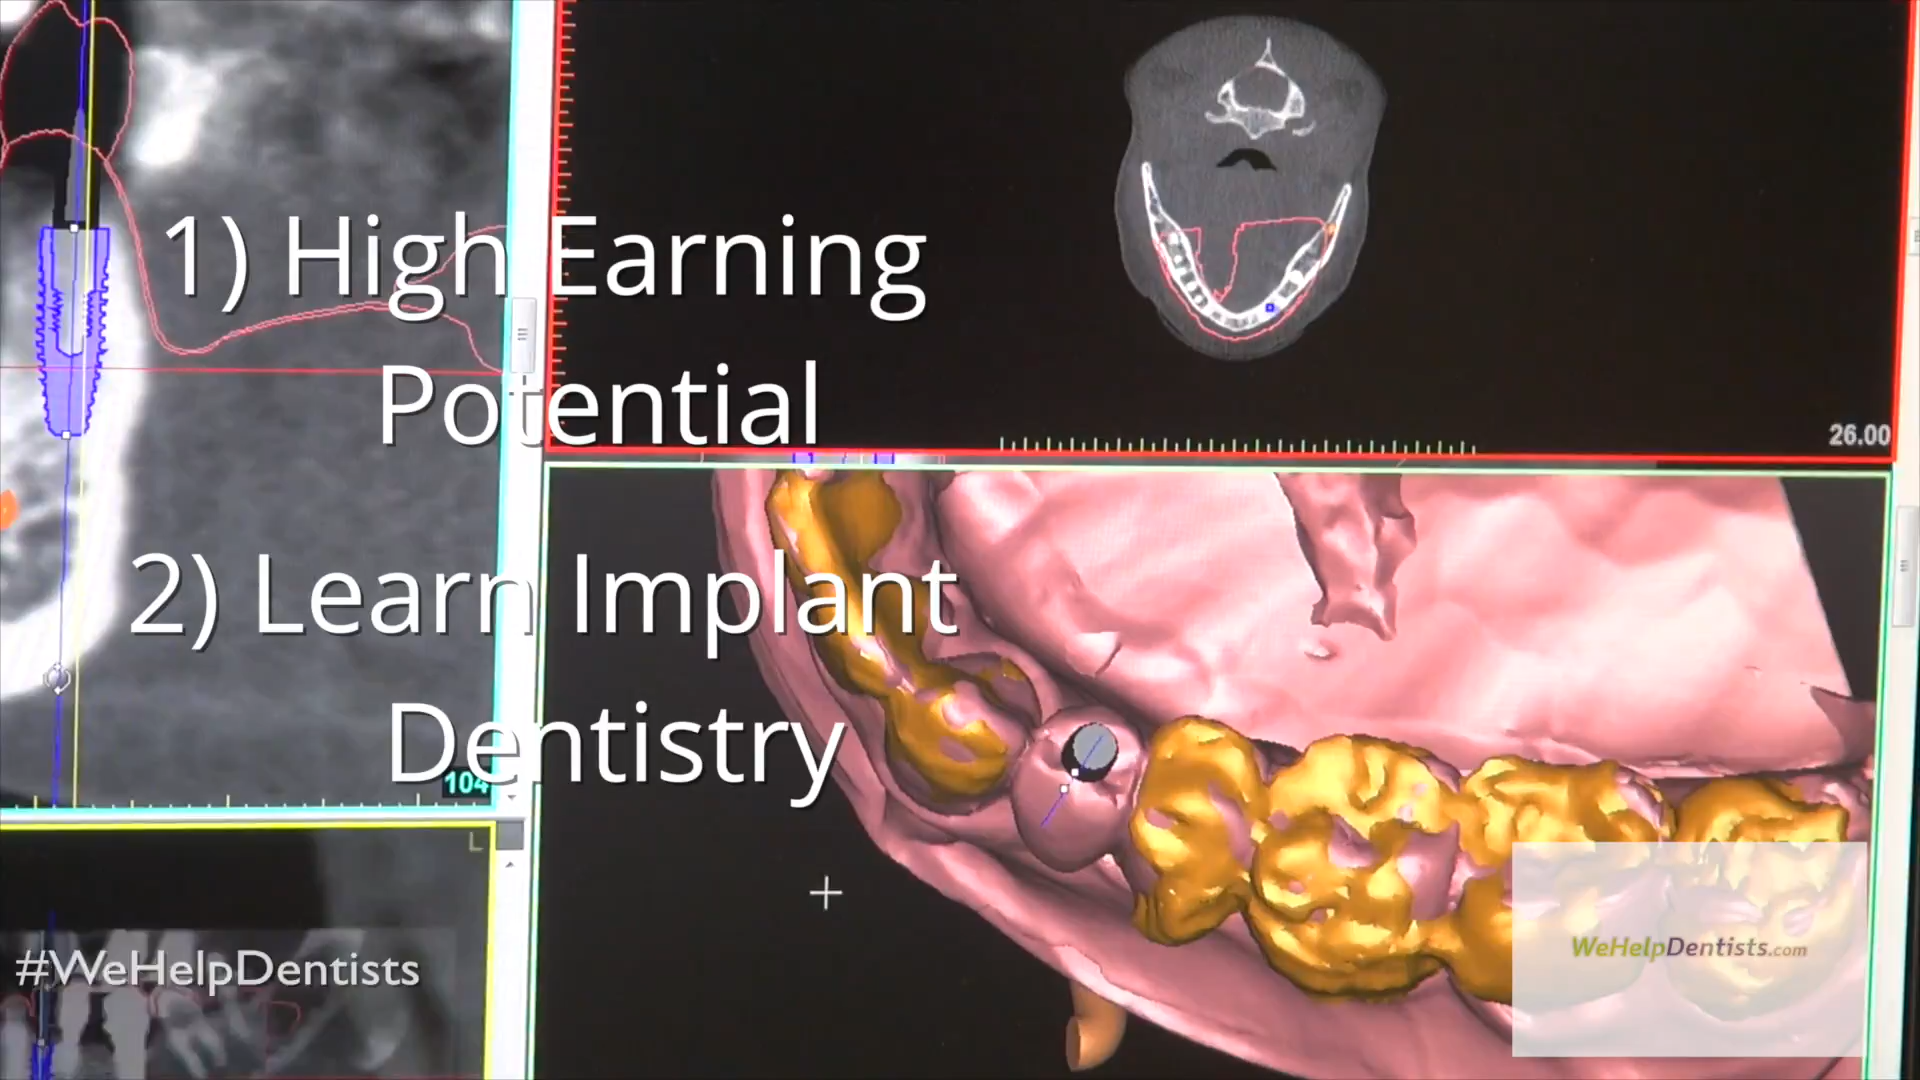 1) High Earning
Potential
26.00
2) Learn Implant
Dentistry
104
L
#WeHelpDentists
WeHelpDentists.com